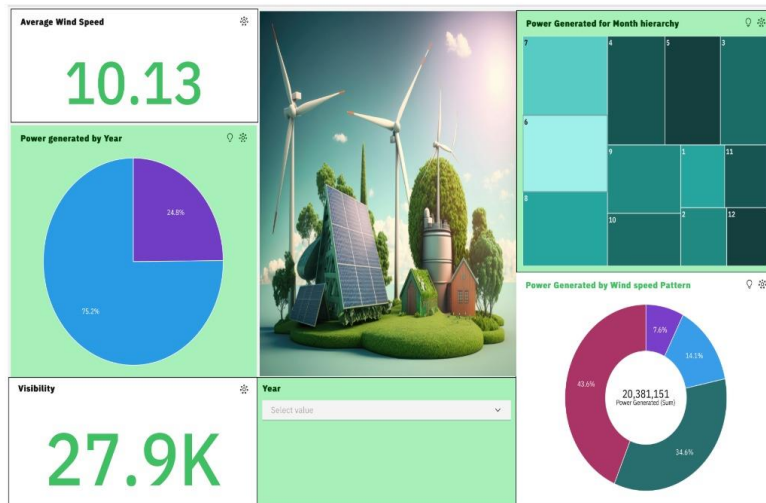 Average Wind Speed
10.13
Power generated by Year
24.8%
75.2%
Visibility
27.9K
Year
Select value
Power Generated for Month hierarchy
7
4
5
3
6
9
1
11
8
10
2
12
Power Generated by Wind speed Pattern
7.6%
14.1%
43.6%
20,381,151
Power Generated (Sum)
34.6%